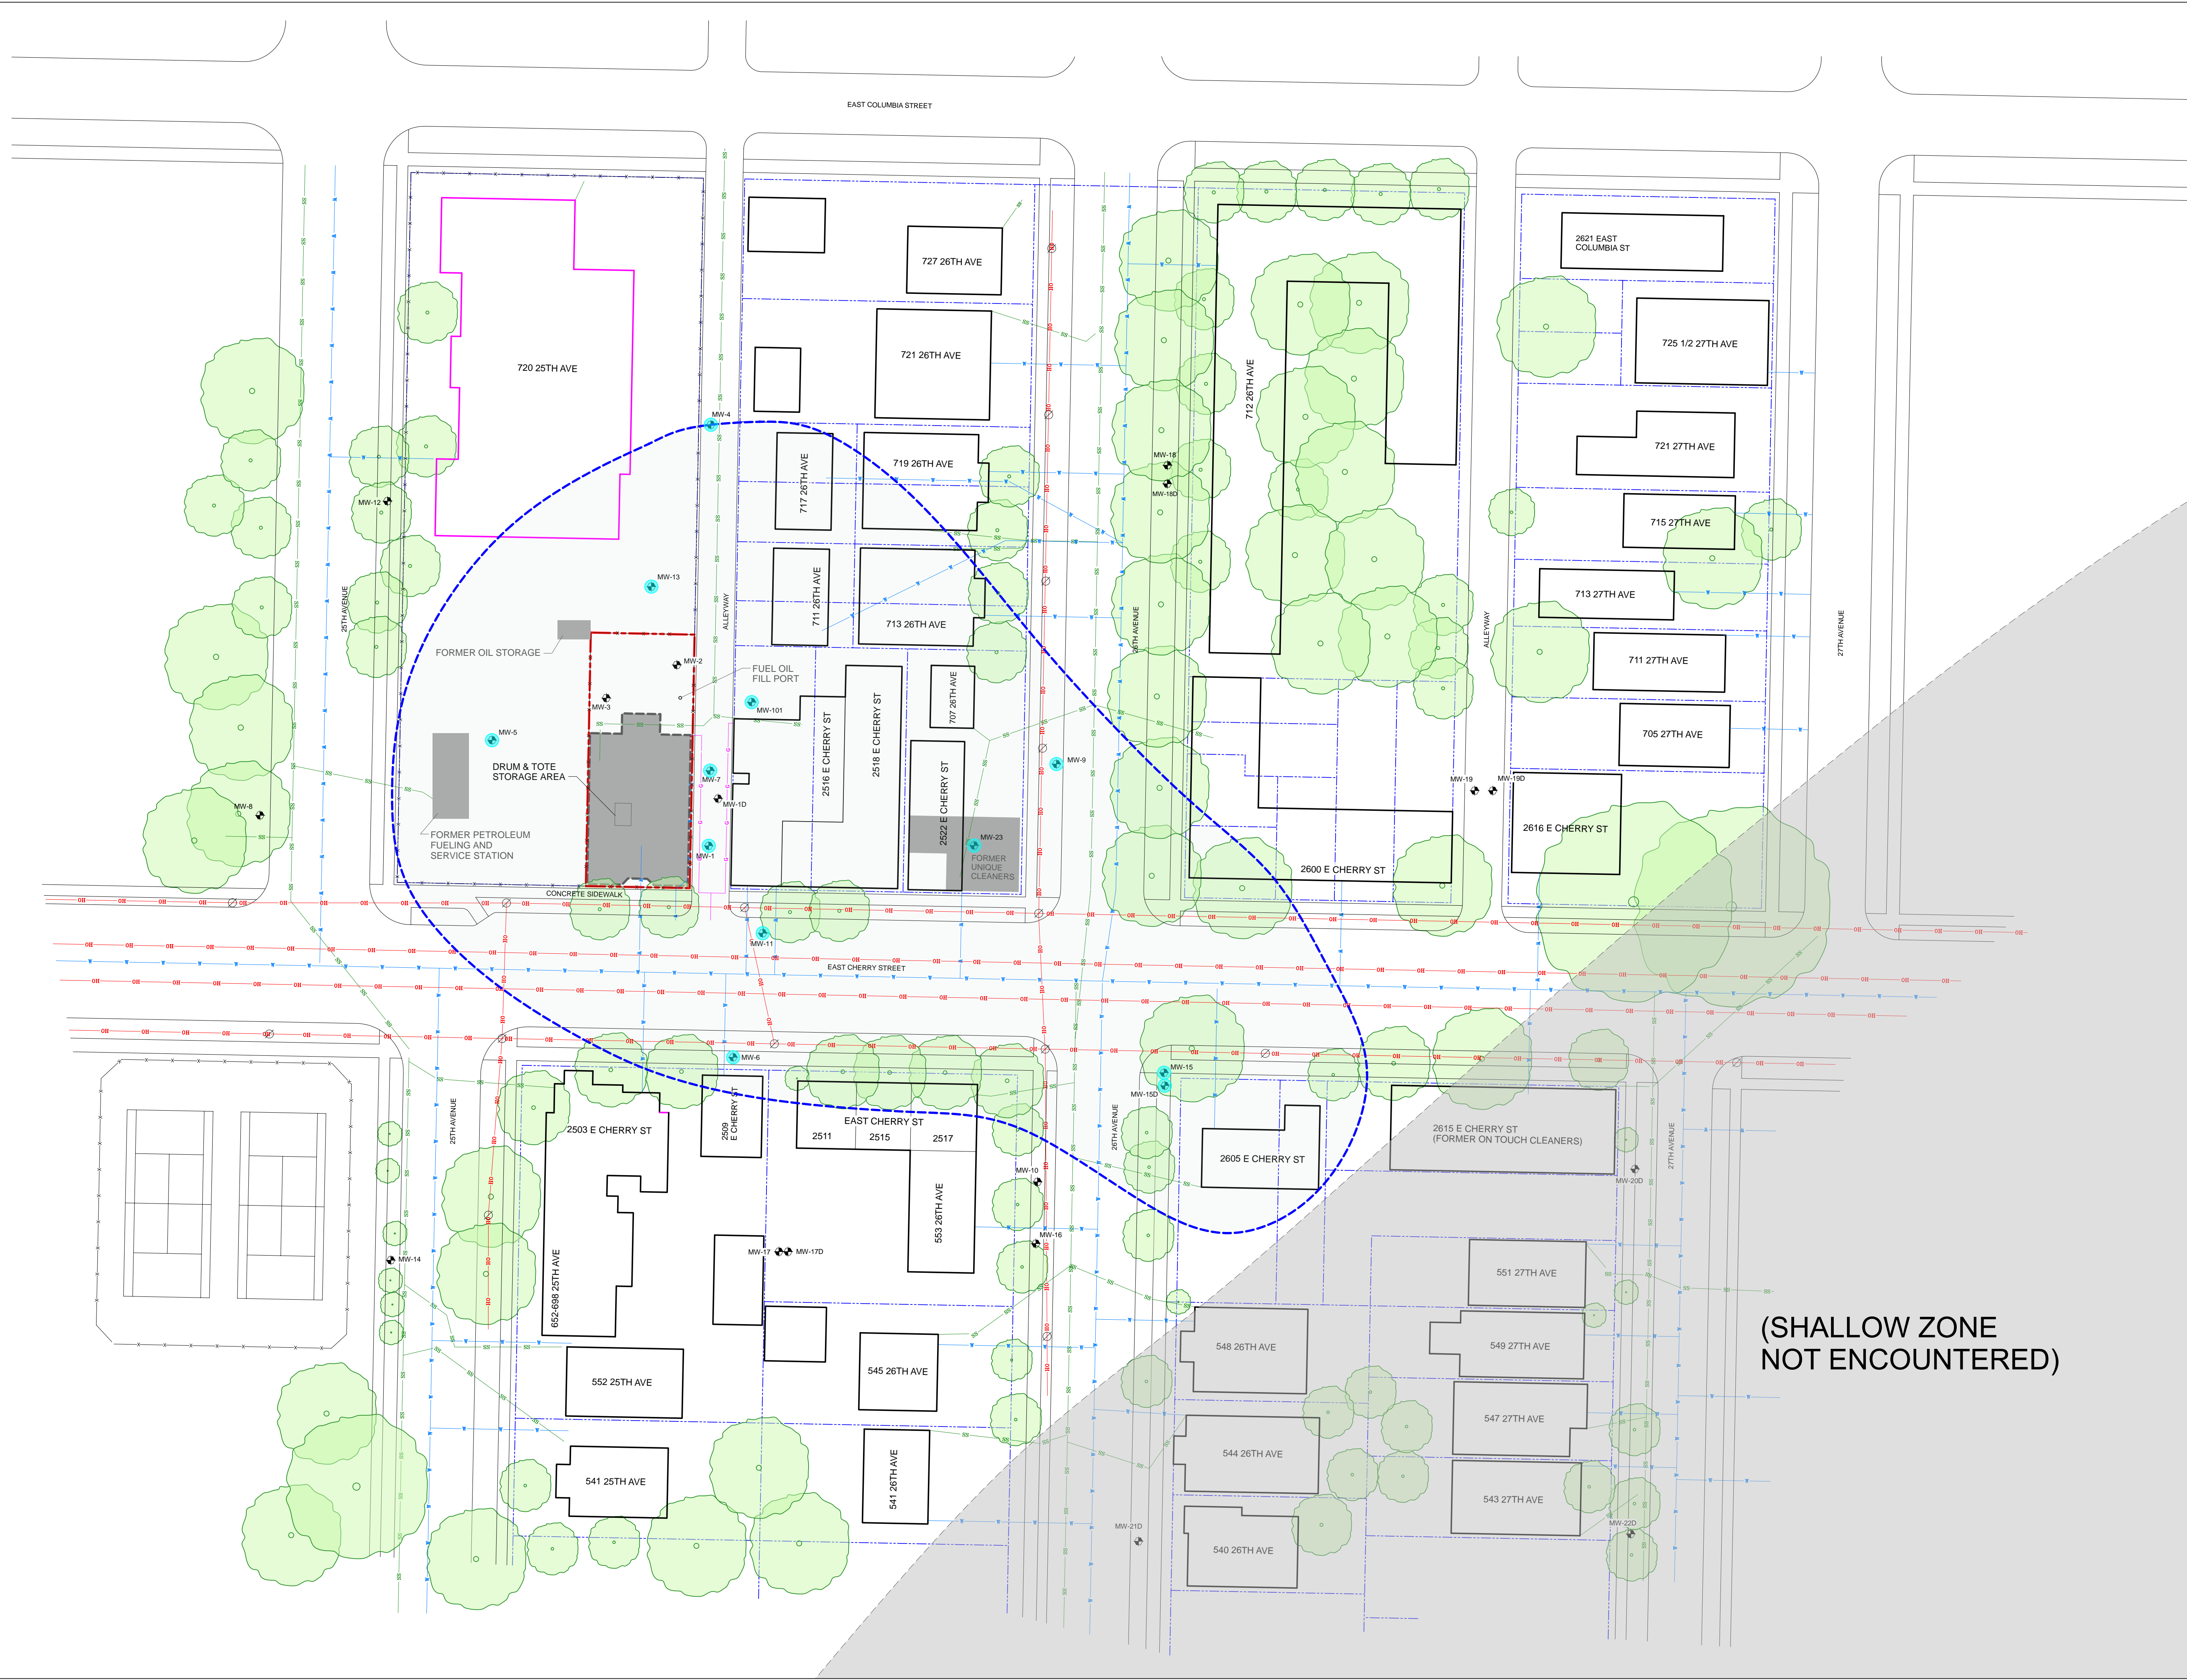 EAST COLUMBIA STREET
727 26TH AVE
2621 EAST
COLUMBIA ST
725 1/2 27TH AVE
721 26TH AVE
720 25TH AVE
712 26TH AVE
MW-4
721 27TH AVE
717 26TH AVE
719 26TH AVE
MW-18
MW-18D
MW-12
715 27TH AVE
MW-13
711 26TH AVE
713 26TH AVE
713 27TH AVE
25TH AVENUE
ALLEYWAY
26TH AVENUE
ALLEYWAY
27TH AVENUE
FORMER OIL STORAGE
MW-2
FUEL OIL
FILL PORT
711 27TH AVE
MW-3
MW-101
707 26TH AVE
2516 E CHERRY ST
2518 E CHERRY ST
705 27TH AVE
MW-5
DRUM & TOTE
STORAGE AREA
MW-7
MW-9
MW-19
MW-19D
MW-8
MW-1D
2522 E CHERRY ST
2616 E CHERRY ST
FORMER PETROLEUM
FUELING AND
SERVICE STATION
MW-1
MW-23
FORMER
UNIQUE
CLEANERS
2600 E CHERRY ST
CONCRETE SIDEWALK
MW-11
EAST CHERRY STREET
MW-6
MW-15
MW-15D
25TH AVENUE
2503 E CHERRY ST
2509
E CHERRY ST
EAST CHERRY ST
2511
2515
2517
26TH AVENUE
2605 E CHERRY ST
2615 E CHERRY ST
(FORMER ON TOUCH CLEANERS)
27TH AVENUE
MW-10
MW-20D
553 26TH AVE
MW-14
652-698 25TH AVE
MW-17
MW-17D
MW-16
551 27TH AVE
(SHALLOW ZONE
NOT ENCOUNTERED)
548 26TH AVE
549 27TH AVE
552 25TH AVE
545 26TH AVE
547 27TH AVE
544 26TH AVE
541 25TH AVE
541 26TH AVE
543 27TH AVE
MW-21D
MW-22D
540 26TH AVE